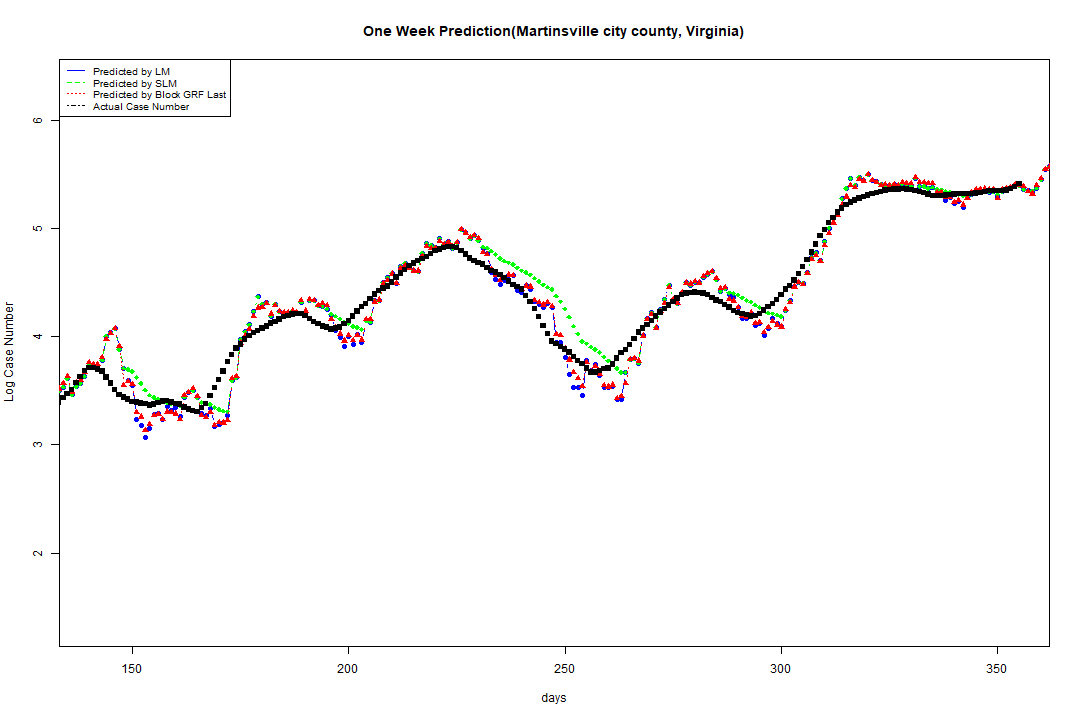 One Week Prediction(Martinsville city county, Virginia)
Predicted by LM
Predicted by SLM
Predicted by Block GRF Last
Actual Case Number
6
5
4
3
2
Log Case Number
150 200 250 300 350
days